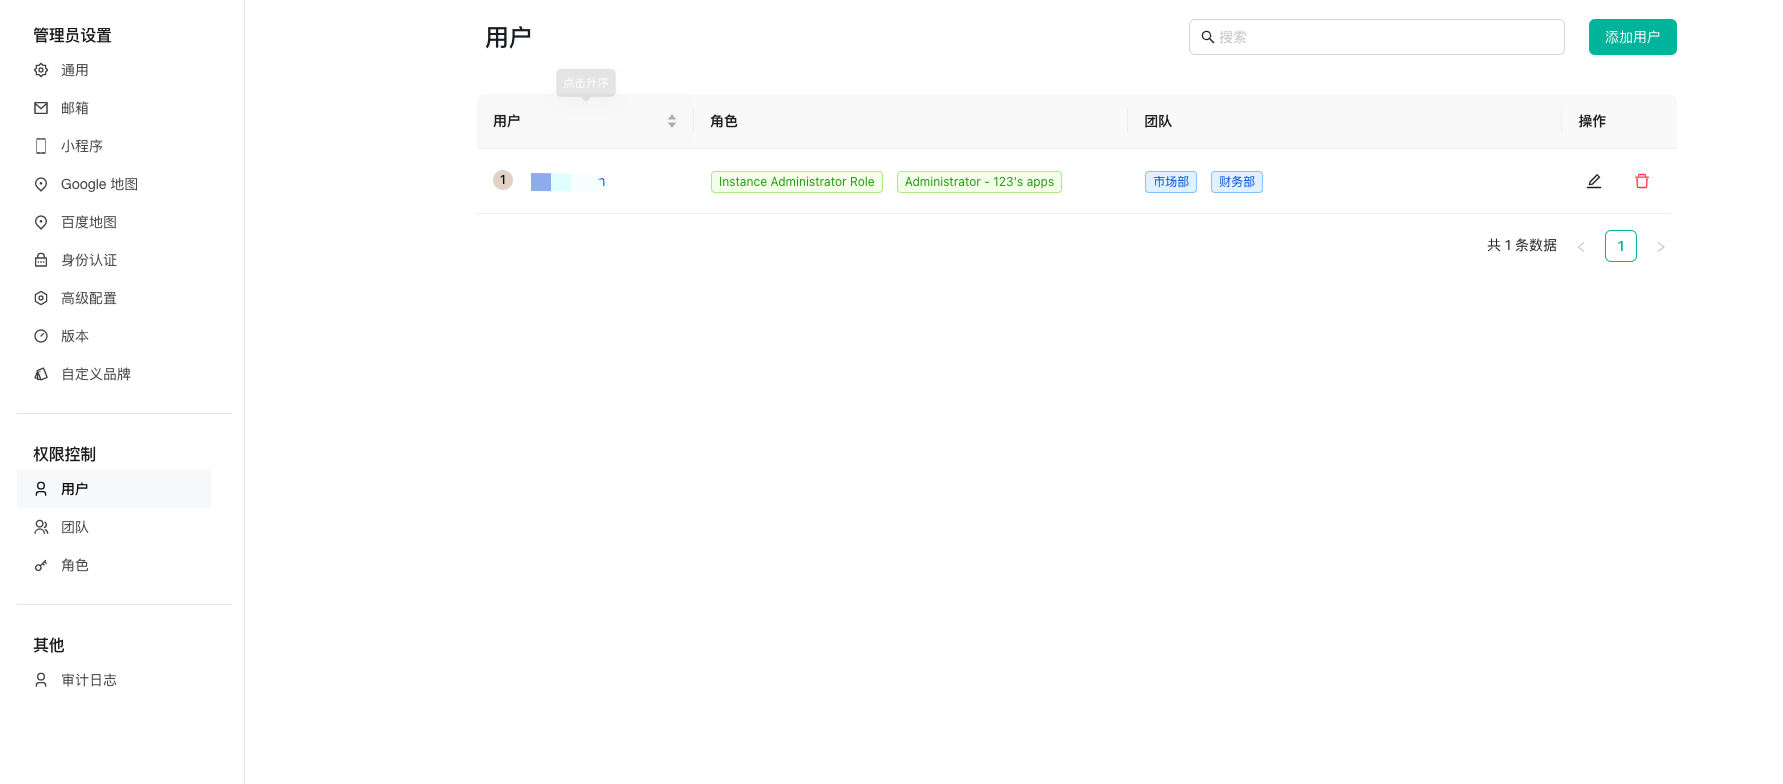 管理员设置
通用
邮箱
小程序
Google 地图
百度地图
身份认证
高级配置
版本
自定义品牌
权限控制
用户
团队
角色
其他
审计日志
用户
搜索
添加用户
点击升序
用户 角色 团队 操作
1 Instance Administrator Role Administrator - 123's apps 市场部 财务部
共 1 条数据 < 1 >